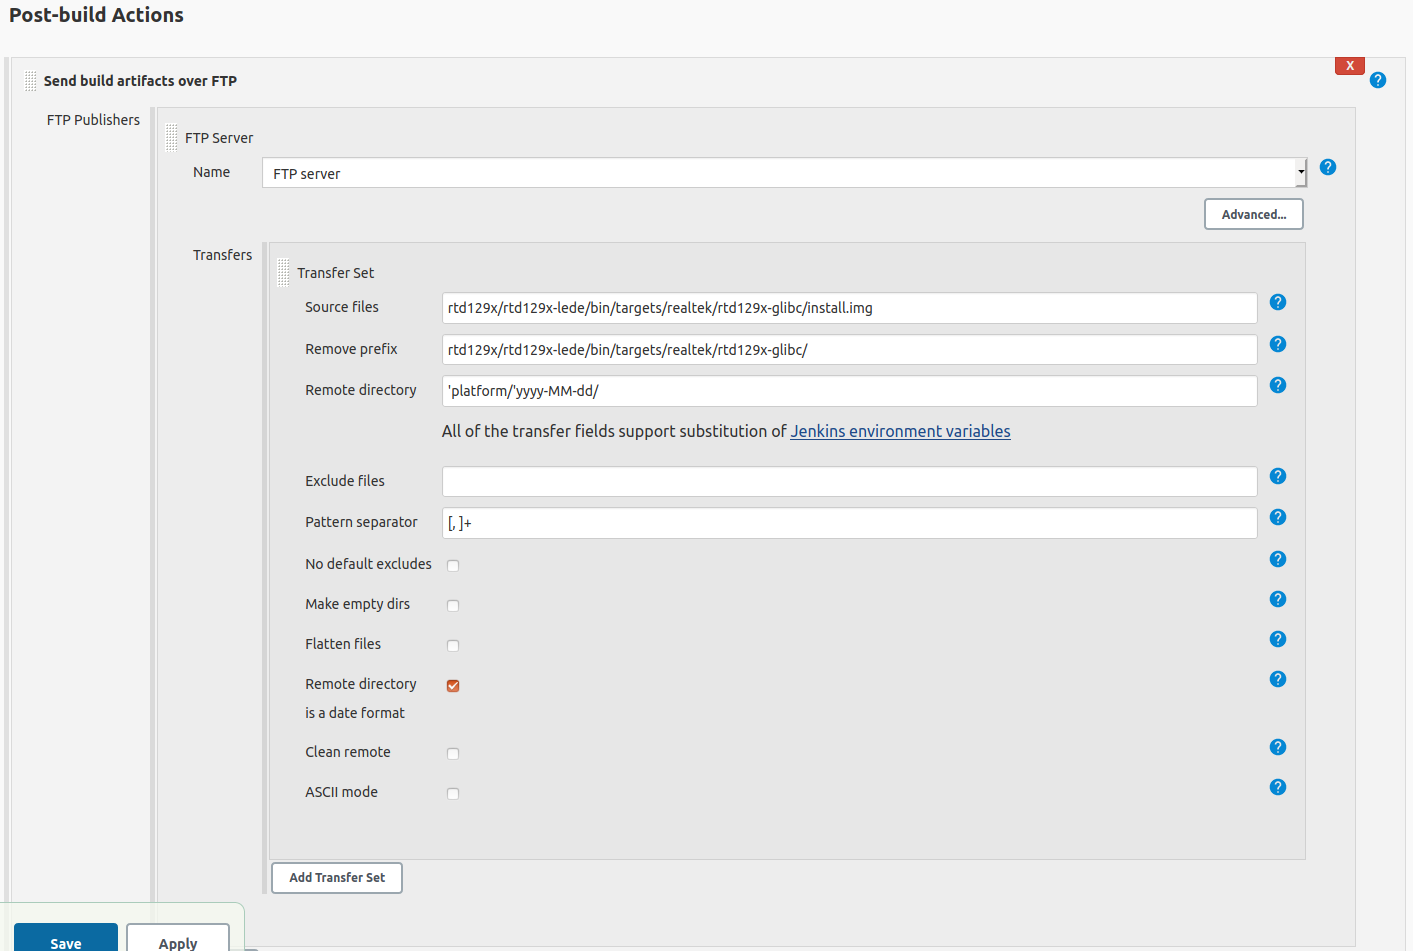 Post-build Actions
X
Send build artifacts over FTP
?
FTP Publishers
FTP Server
Name
FTP server
?
Advanced...
Transfers
Transfer Set
Source files
rtd129x/rtd129x-lede/bin/targets/realtek/rtd129x-glibc/install.img
?
Remove prefix
rtd129x/rtd129x-lede/bin/targets/realtek/rtd129x-glibc/
?
Remote directory
'platform/'yyyy-MM-dd/
?
All of the transfer fields support substitution of Jenkins environment variables
Exclude files
?
Pattern separator
[, ]+
?
No default excludes
?
Make empty dirs
?
Flatten files
?
Remote directory
is a date format
?
Clean remote
?
ASCII mode
?
Add Transfer Set
Save
Apply